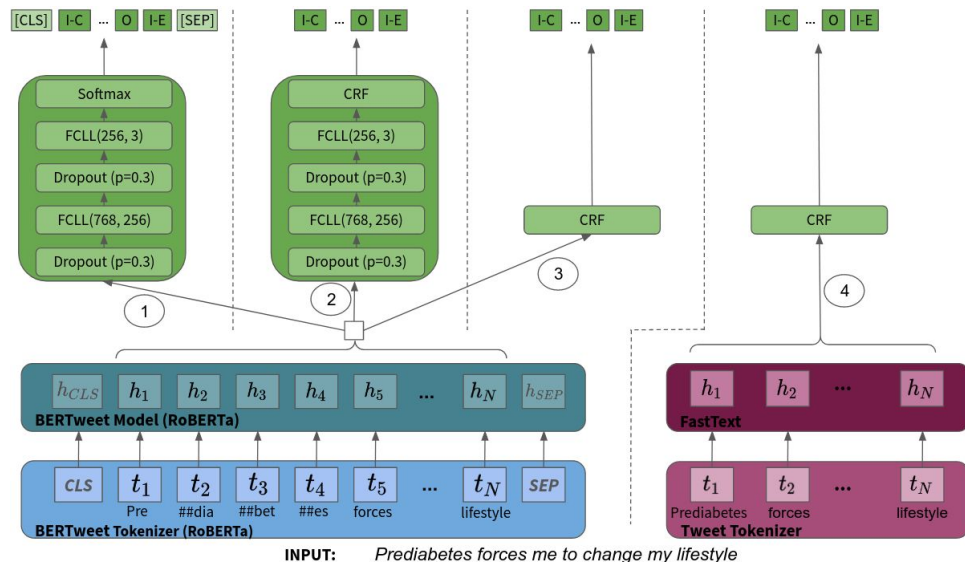 [CLS] I-C ... O I-E [SEP]
I-C ... O I-E
I-C ... O I-E
I-C ... O I-E
Softmax
FCLL(256, 3)
Dropout (p=0.3)
FCLL(768, 256)
Dropout (p=0.3)
CRF
FCLL(256, 3)
Dropout (p=0.3)
FCLL(768, 256)
Dropout (p=0.3)
CRF
CRF
1
2
3
4
h_CLS h_1 h_2 h_3 h_4 h_5 ... h_N h_SEP
BERTweet Model (RoBERTa)
h_1 h_2 ... h_N
FastText
CLS t_1 t_2 t_3 t_4 t_5 ... t_N SEP
Pre ##dia ##bet ##es forces lifestyle
BERTweet Tokenizer (RoBERTa)
t_1 t_2 ... t_N
Prediabetes forces lifestyle
Tweet Tokenizer
INPUT: Prediabetes forces me to change my lifestyle